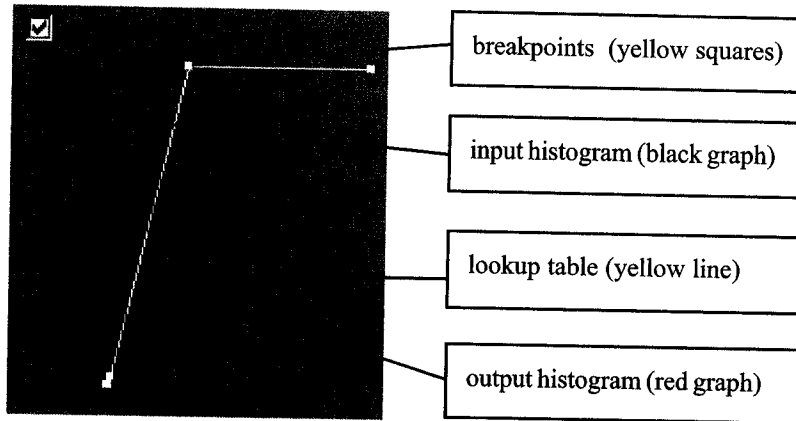 breakpoints (yellow squares)
input histogram (black graph)
lookup table (yellow line)
output histogram (red graph)